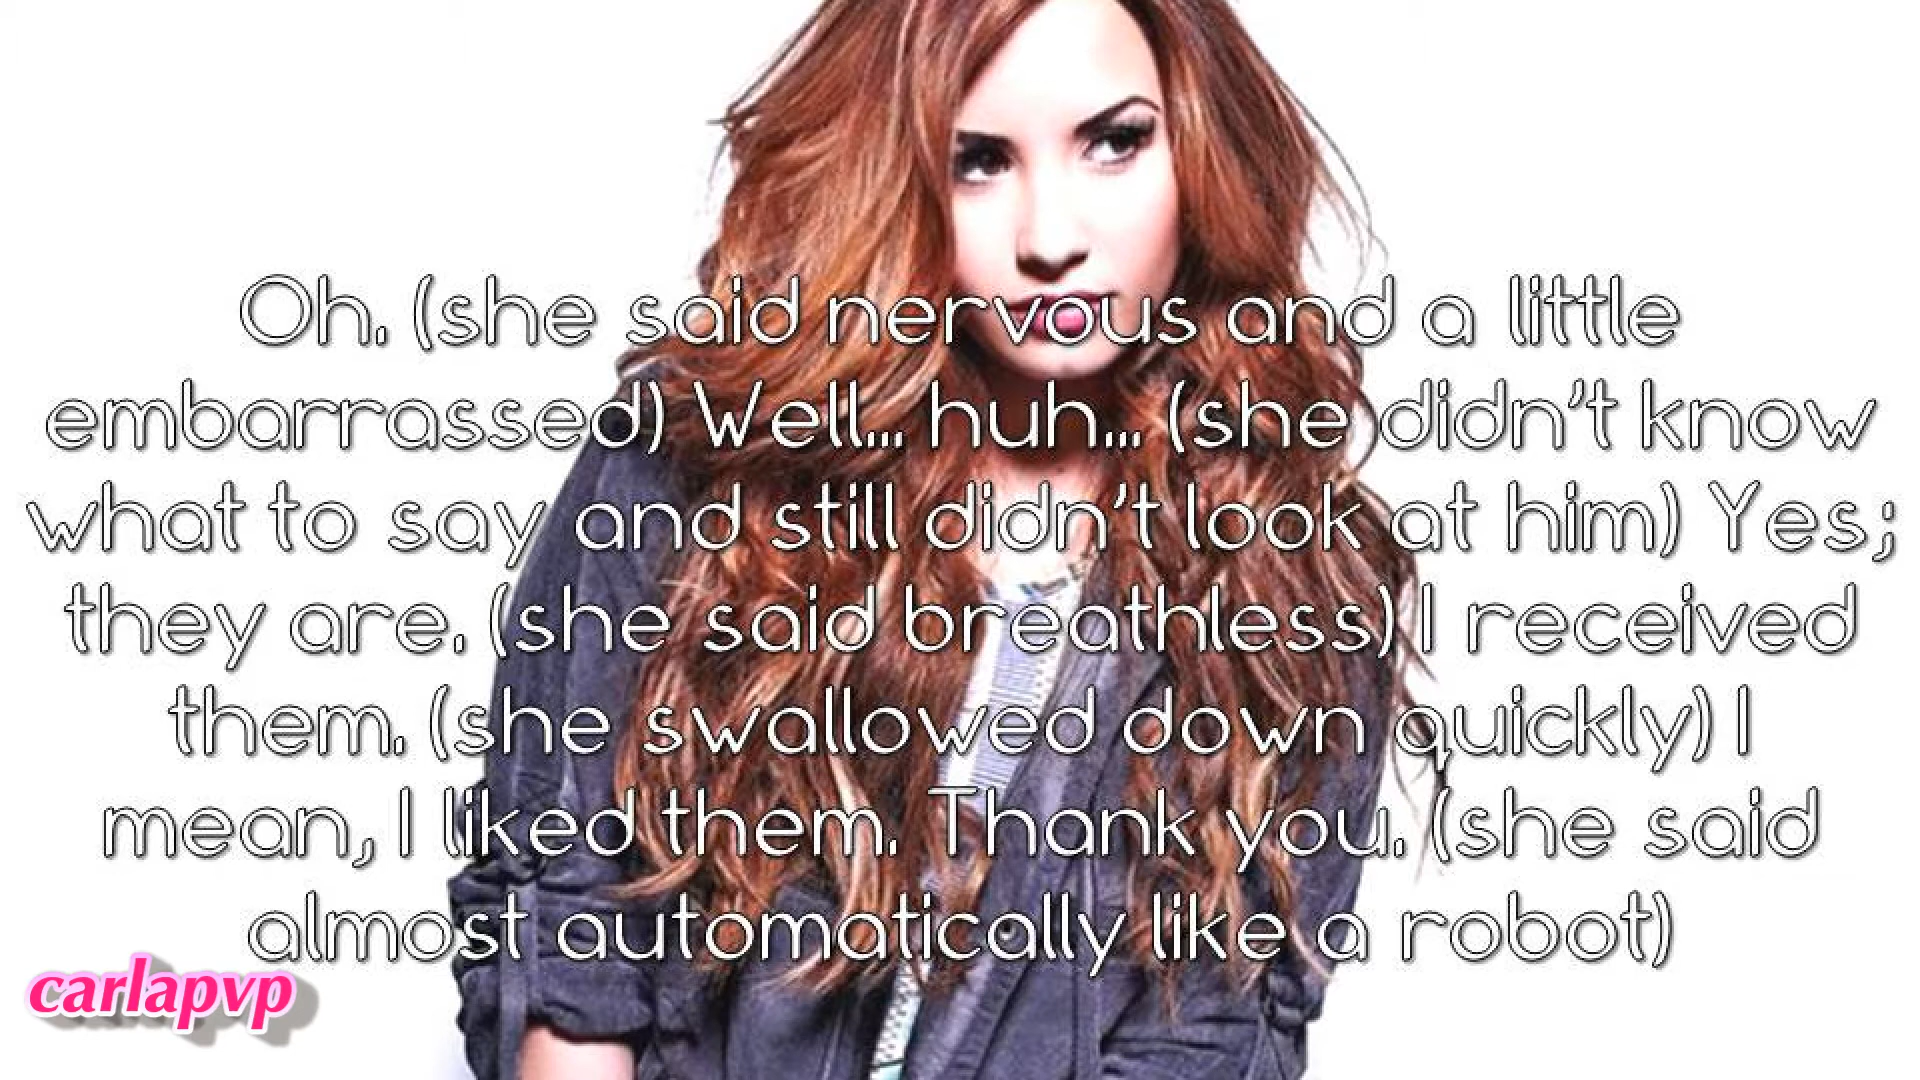 Oh. (she said nervous and a little
embarrassed) Well... huh... (she didn't know
what to say and still didn't look at him) Yes;
they are. (she said breathless) I received
them. (she swallowed down quickly) I
mean, I liked them. Thank you. (she said
almost automatically like a robot)
carlapvp